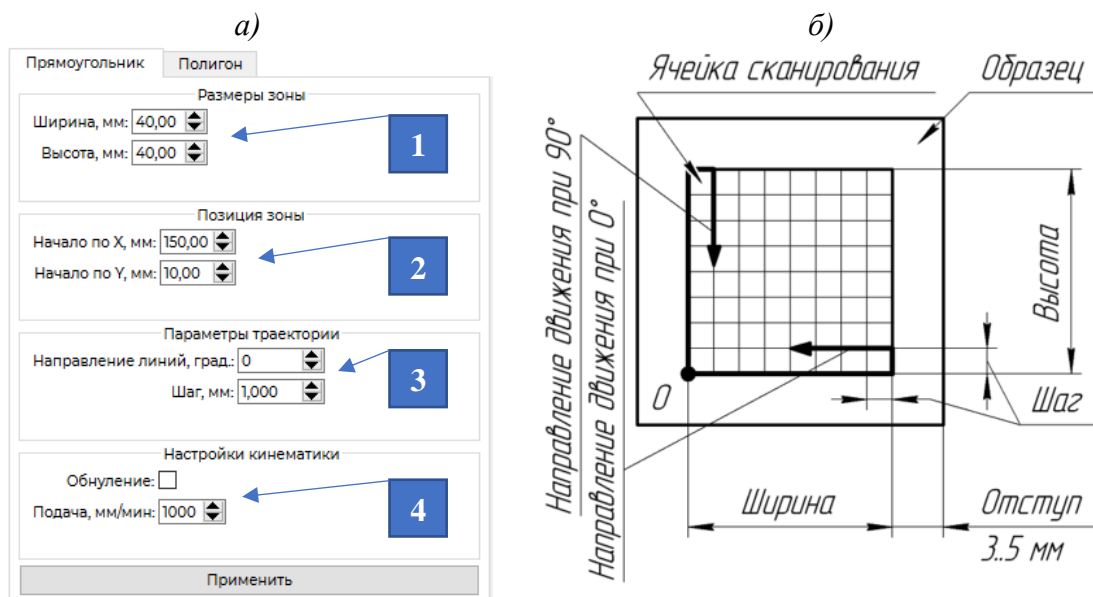 а)
Прямоугольник
Полигон
Размеры зоны
Ширина, мм: 40,00
Высота, мм: 40,00
1
Позиция зоны
Начало по X, мм: 150,00
Начало по Y, мм: 10,00
2
Параметры траектории
Направление линий, град.: 0
Шаг, мм: 1,000
3
Настройки кинематики
Обнуление:
Подача, мм/мин: 1000
4
Применить
б)
Ячейка сканирования
Образец
Направление движения при 90°
Направление движения при 0°
Высота
0
Шаг
Ширина
Отступ
3..5 мм